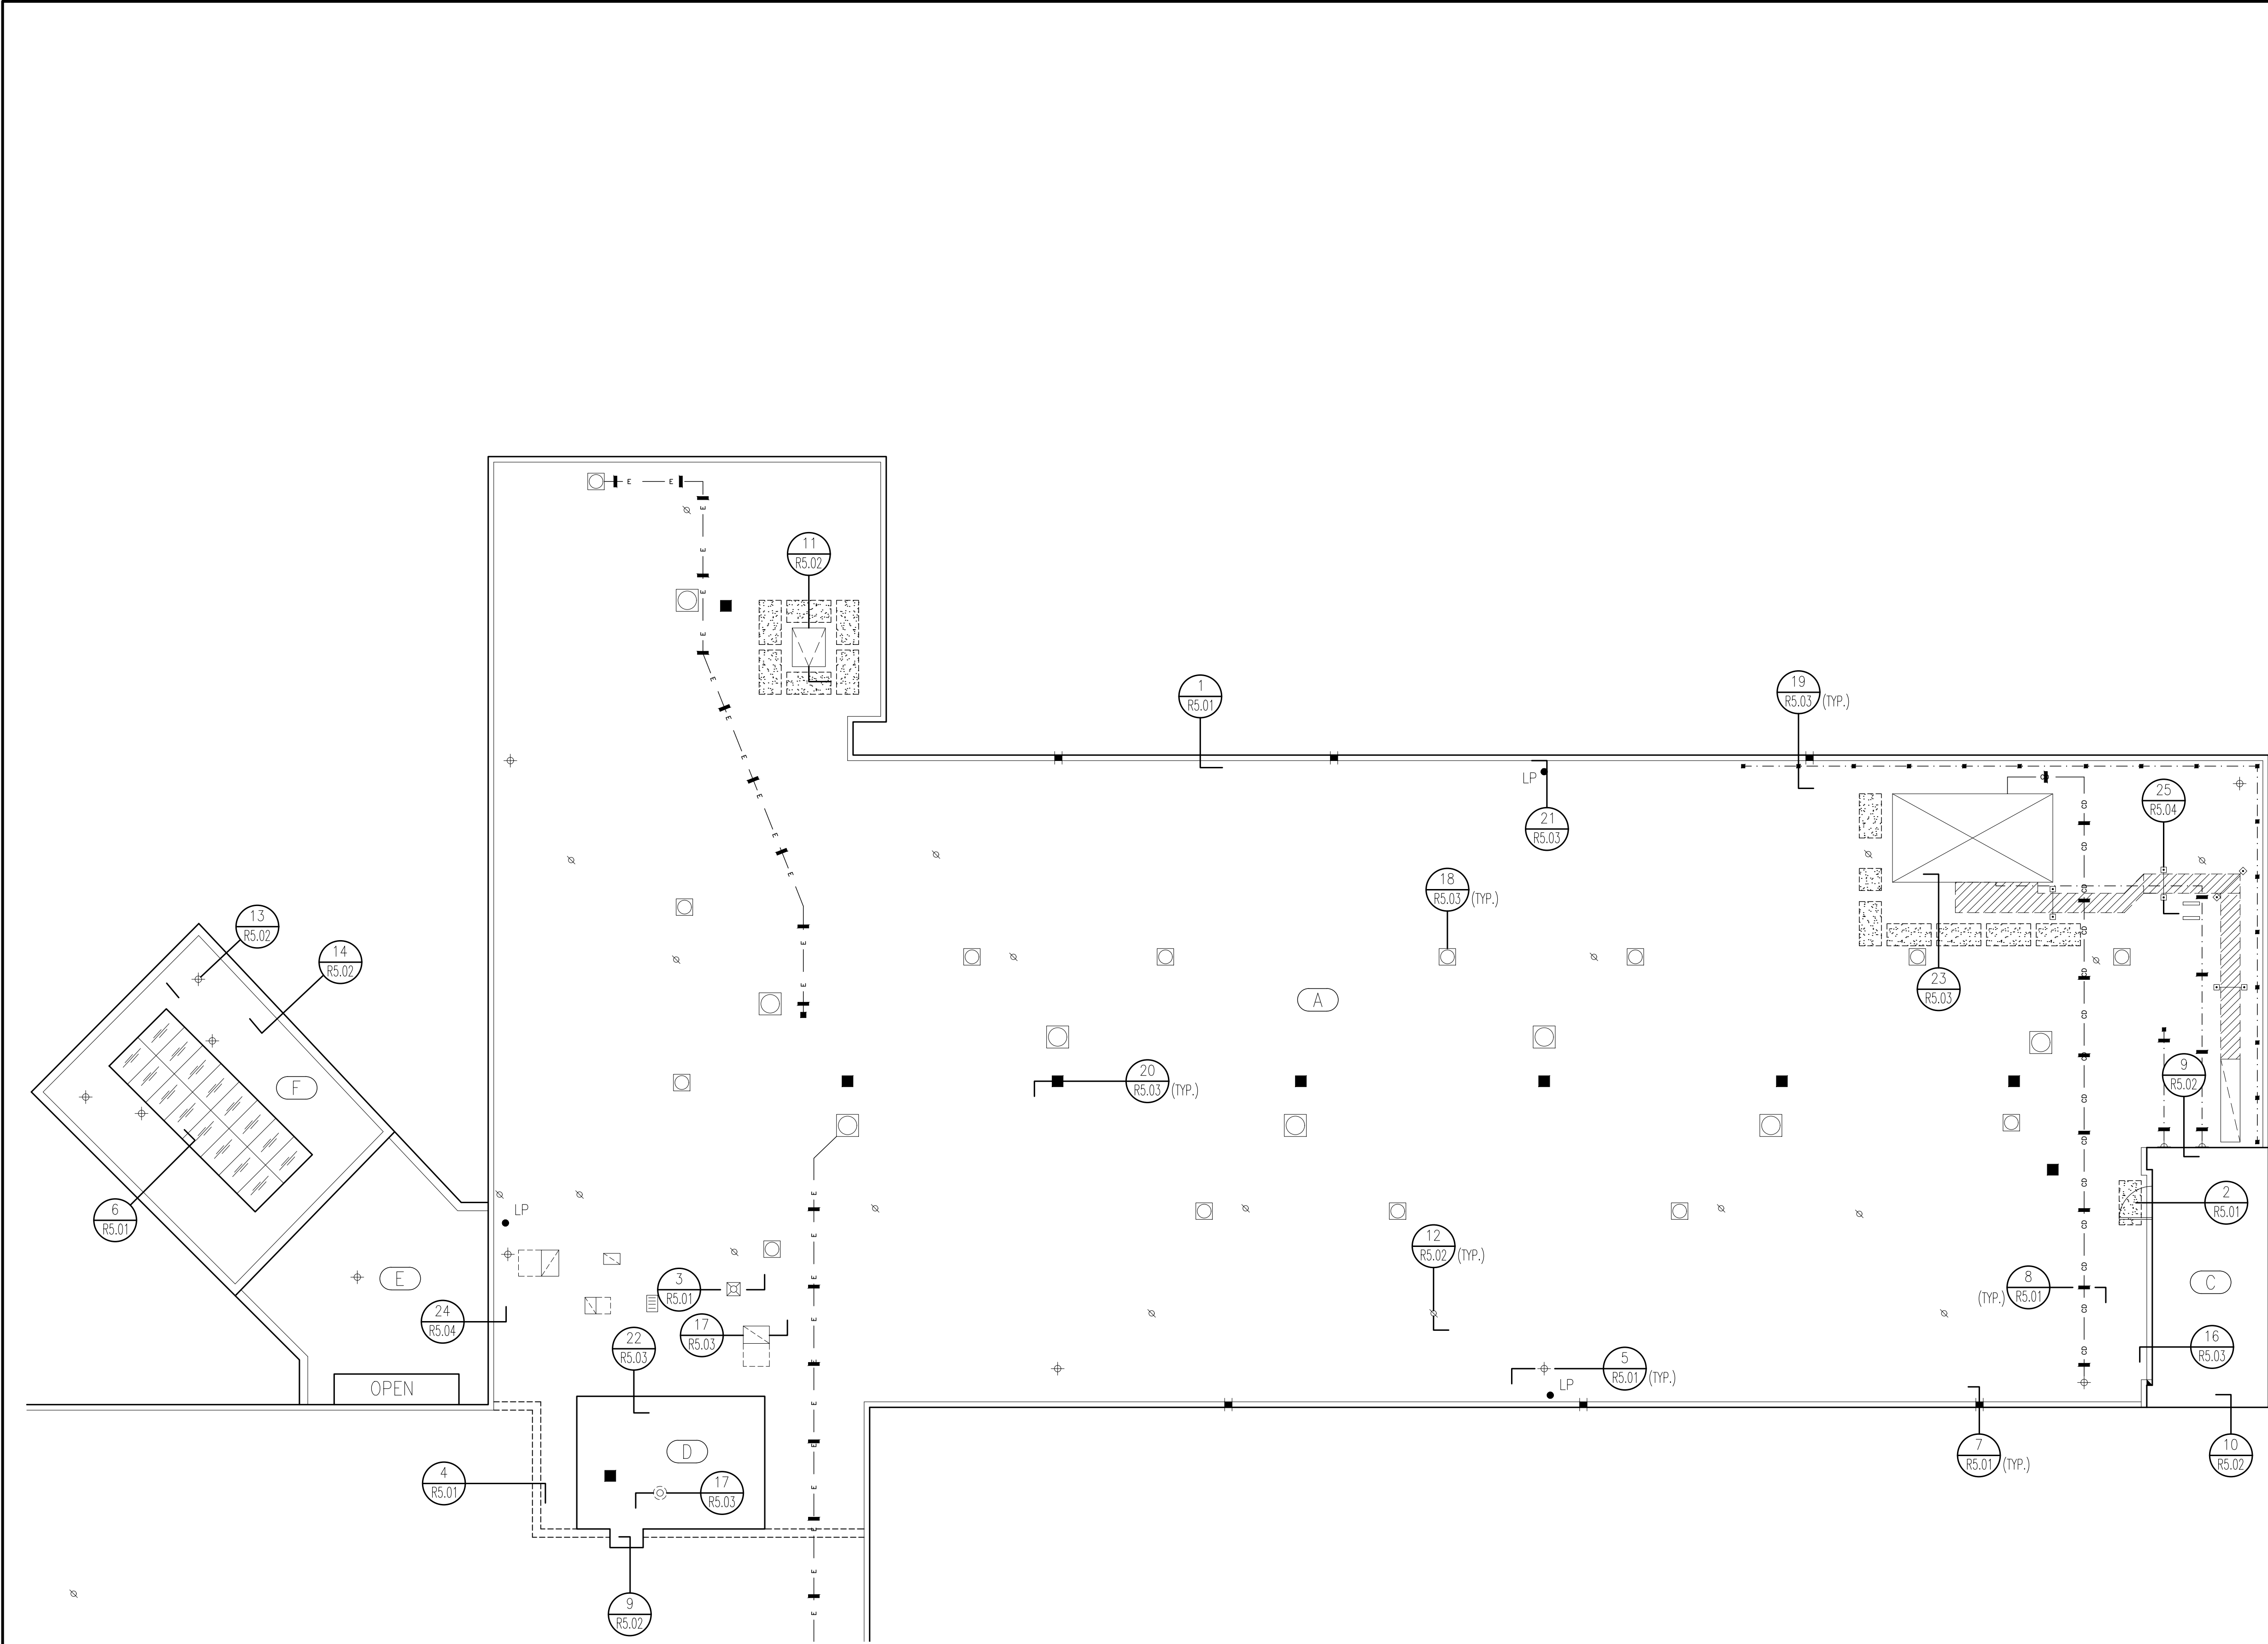 E
E
E
11
R5.02
E
E
E
E
E
1
R5.01
19
R5.03
(TYP.)
E
E
LP
21
R5.03
25
R5.04
E
E
18
R5.03
(TYP.)
13
R5.02
14
R5.02
E
E
A
23
R5.03
F
20
R5.03
(TYP.)
9
R5.02
6
R5.01
LP
E
E
2
R5.01
12
R5.02
(TYP.)
E
3
R5.01
E
8
R5.01
(TYP.)
C
24
R5.04
17
R5.03
E
22
R5.03
16
R5.03
OPEN
E
5
R5.01
(TYP.)
LP
E
D
E
4
R5.01
17
R5.03
E
7
R5.01
(TYP.)
10
R5.02
E
E
9
R5.02
E